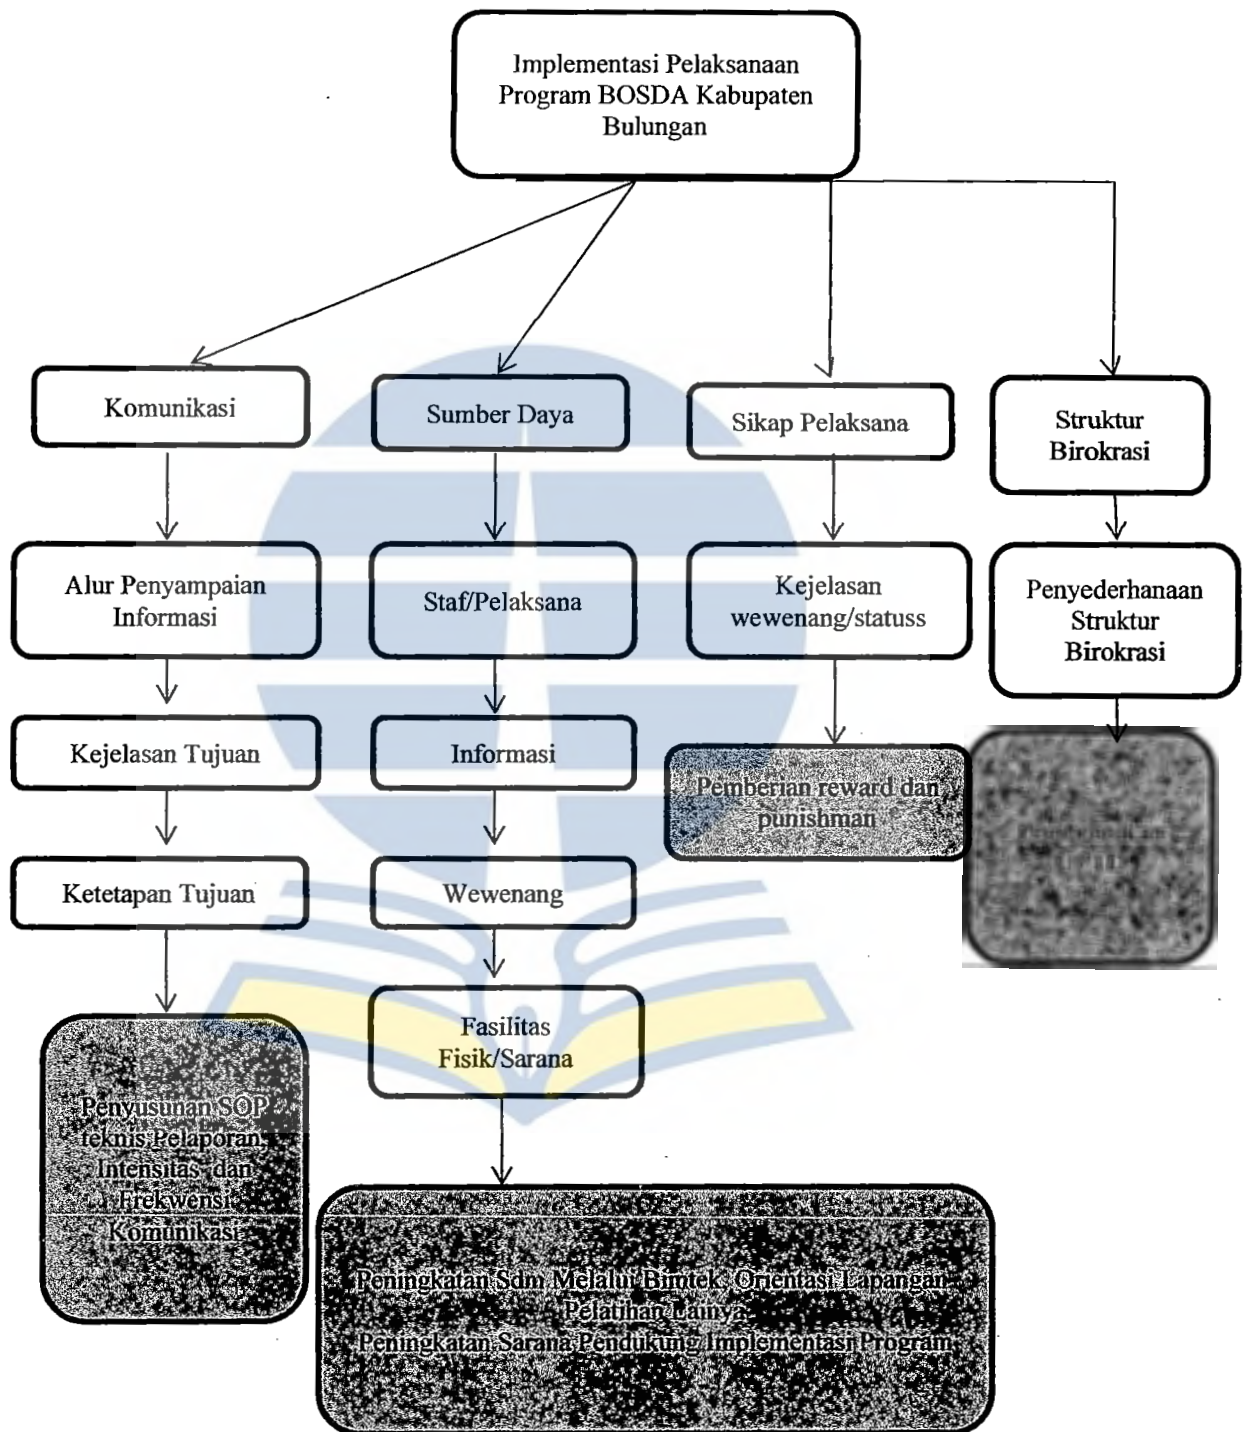 Implementasi Pelaksanaan
Program BOSDA Kabupaten
Bulungan
Komunikasi
Sumber Daya
Sikap Pelaksana
Struktur
Birokrasi
Alur Penyampaian
Informasi
Staf/Pelaksana
Kejelasan
wewenang/statuss
Penyederhanaan
Struktur
Birokrasi
Kejelasan Tujuan
Informasi
Pemberian reward dan
punishman
Ketetapan Tujuan
Wewenang
Fasilitas
Fisik/Sarana
Penyusunan SOP
teknis,Pelaporan,
Intensitas dan
Frekwensi
Komunikasi
Peningkatan Sdm Melalui Bimtek, Orientasi Lapangan
Pelatihan Lainya
Peningkatan Sarana Pendukung Implementasi Program